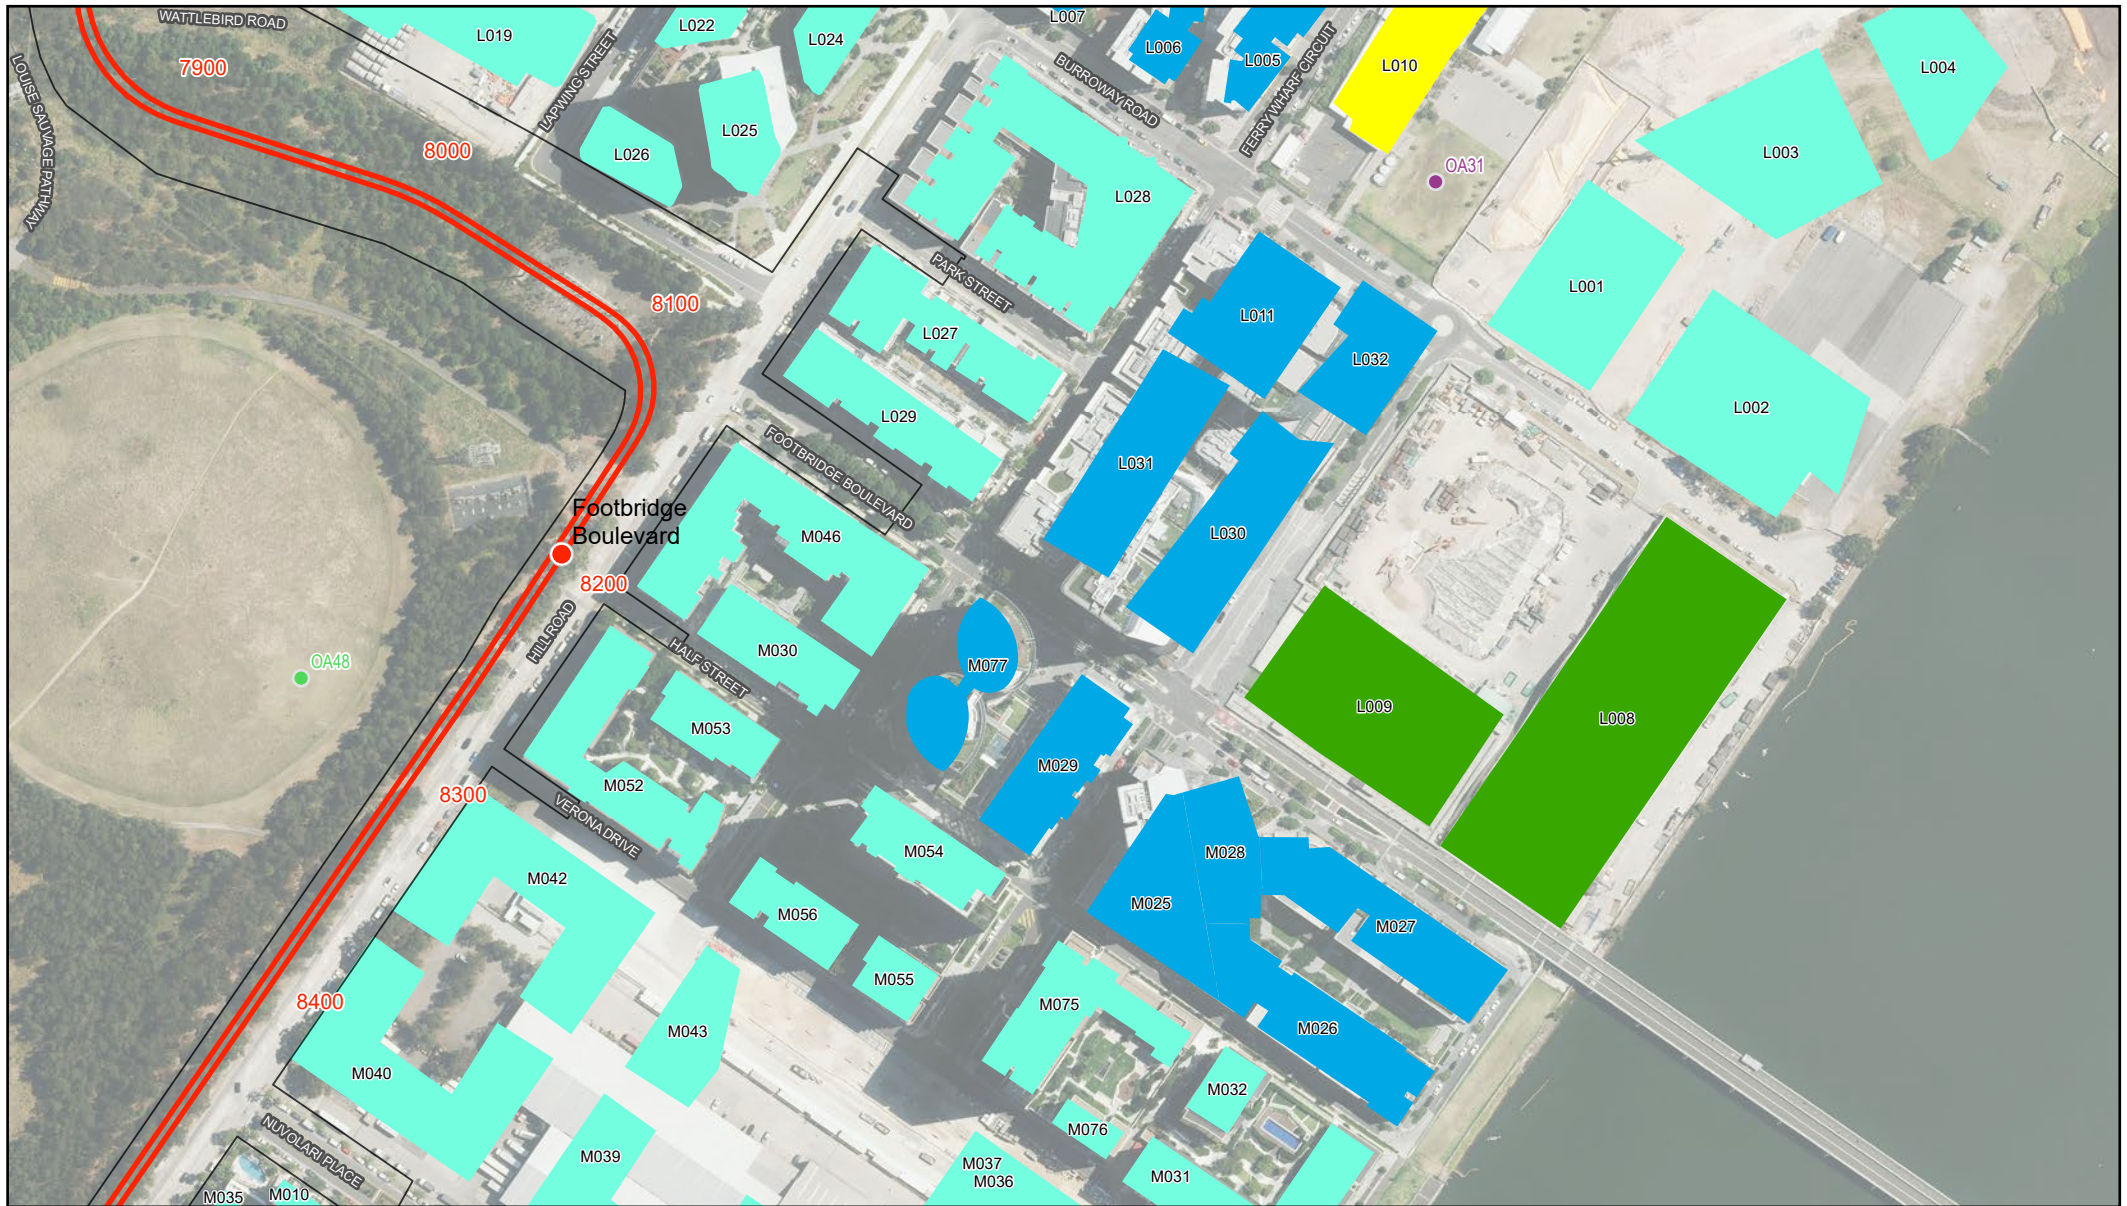 WATTLEBIRD ROAD
L019
L022
L024
L007
L006
L005
L010
L004
7900
LOUISE SAUVAGE PATHWAY
LAPWING STREET
BURROWAY ROAD
FERRY WHARF CIRCUIT
8000
L026
L025
L028
OA31
L003
PARK STREET
8100
L027
L011
L032
L001
L029
L031
L002
FOOTBRIDGE BOULEVARD
Footbridge
Boulevard
M046
L030
8200
HILL ROAD
HALF STREET
M030
M077
OA48
M053
L009
L008
M052
M029
8300
VERONA DRIVE
M054
M028
M042
M056
M025
M027
M055
8400
M075
M043
M026
M040
M032
M076
NUVOLARI PLACE
M039
M037
M036
M031
M035
M010